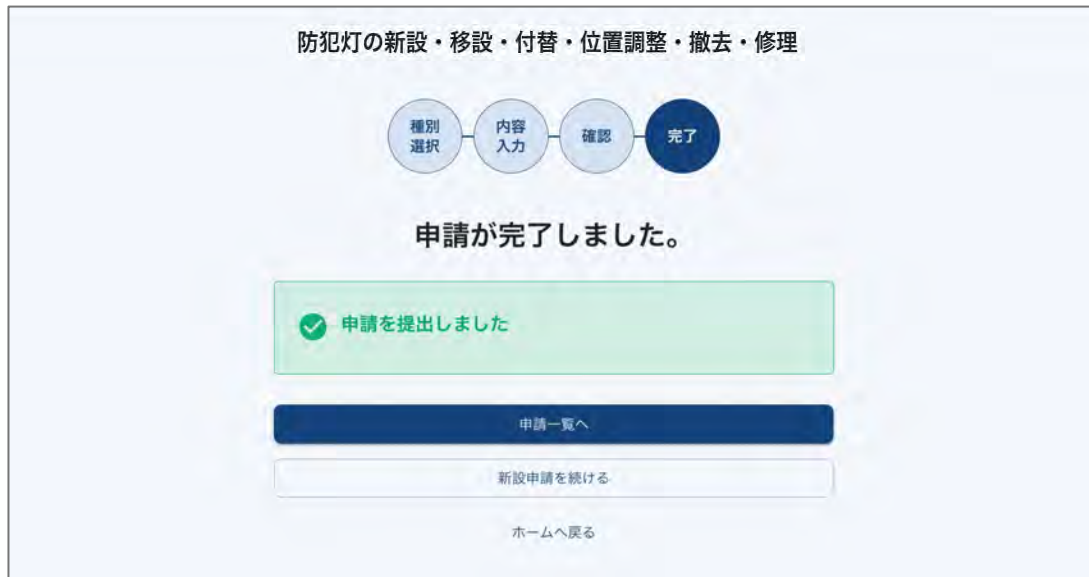 防犯灯の新設・移設・付替・位置調整・撤去・修理
種別
選択
内容
入力
確認
完了
申請が完了しました。
申請を提出しました
申請一覧へ
新設申請を続ける
ホームへ戻る